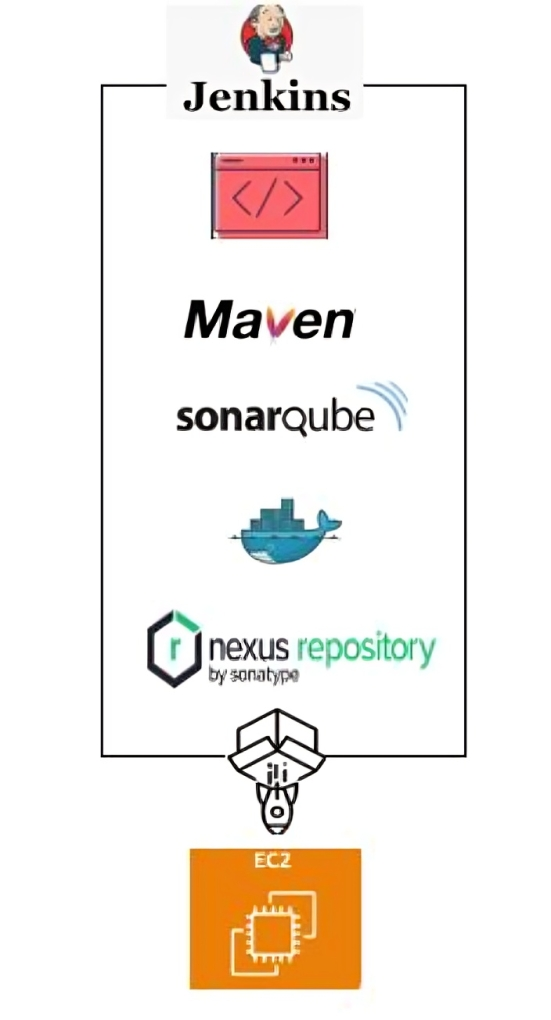 Jenkins
</>
Maven
sonarqube
r nexus repository
by sonatype
EC2